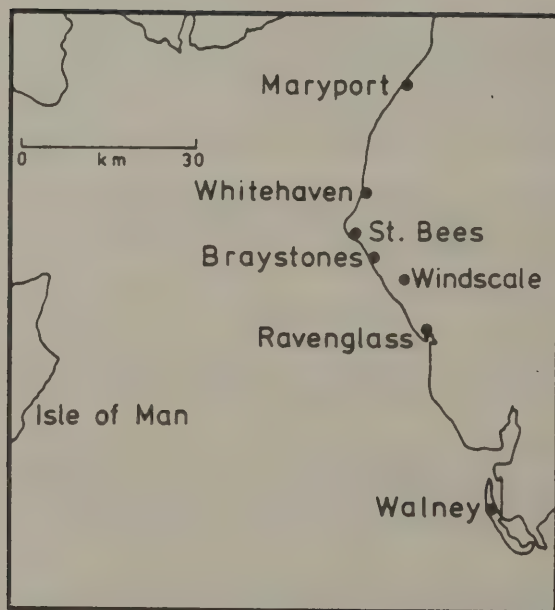 Maryport
0 km 30
Whitehaven
St. Bees
Braystones
Windscale
Ravenglass
Isle of Man
Walney